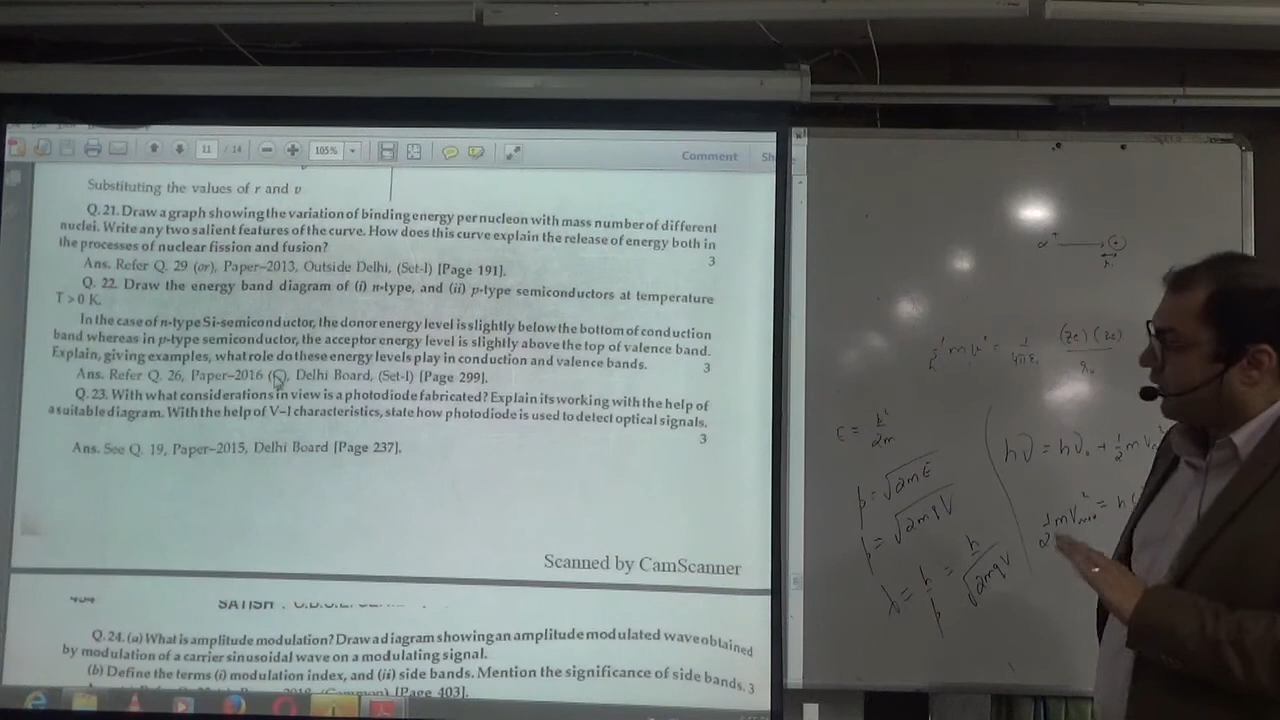 11 / 14
105%
Comment
Sh
Substituting the values of r and v
Q. 21. Draw a graph showing the variation of binding energy per nucleon with mass number of different
nuclei. Write any two salient features of the curve. How does this curve explain the release of energy both in
the processes of nuclear fission and fusion?
3
Ans. Refer Q. 29 (or), Paper–2013, Outside Delhi, (Set-I) [Page 191].
Q. 22. Draw the energy band diagram of (i) n-type, and (ii) p-type semiconductors at temperature
T > 0 K.
In the case of n-type Si-semiconductor, the donor energy level is slightly below the bottom of conduction
band whereas in p-type semiconductor, the acceptor energy level is slightly above the top of valence band.
Explain, giving examples, what role do these energy levels play in conduction and valence bands.
3
Ans. Refer Q. 26, Paper–2016 Delhi Board, (Set-I) [Page 299].
Q. 23. With what considerations in view is a photodiode fabricated? Explain its working with the help of
a suitable diagram. With the help of V–I characteristics, state how photodiode is used to detect optical signals.
3
Ans. See Q. 19, Paper–2015, Delhi Board [Page 237].
Scanned by CamScanner
SATISH
Q. 24. (a) What is amplitude modulation? Draw a diagram showing an amplitude modulated wave obtained
by modulation of a carrier sinusoidal wave on a modulating signal.
(b) Define the terms (i) modulation index, and (ii) side bands. Mention the significance of side bands. 3
[Page 403].
E = p²/2m
p = √2mE
p = √2mqV
λ = h/p = h/√2mqV